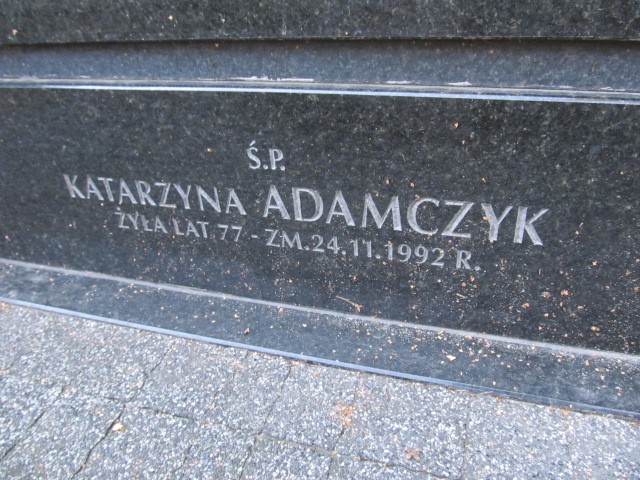 Ś.P.
KATARZYNA ADAMCZYK
ŻYŁA LAT 77 - ZM.24.11.1992 R.